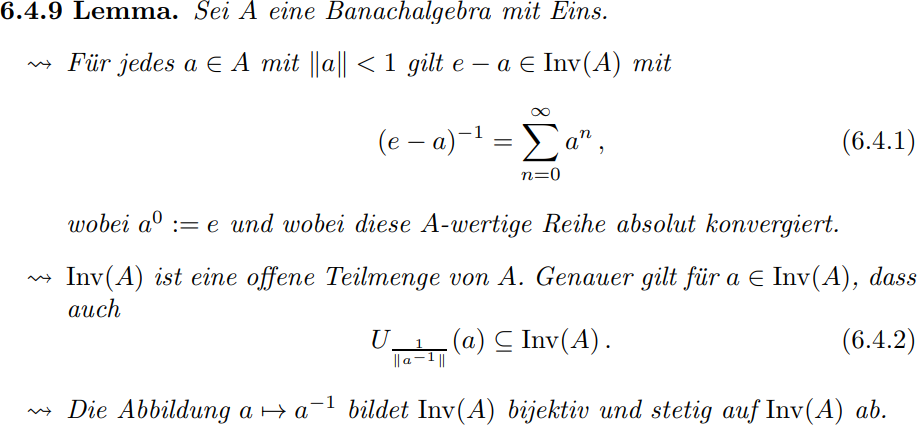 6.4.9 Lemma. Sei A eine Banachalgebra mit Eins.
⇝ Für jedes a ∈ A mit ‖a‖ < 1 gilt e − a ∈ Inv(A) mit
(e − a)⁻¹ = ∑_{n=0}^{∞} aⁿ , (6.4.1)
wobei a⁰ := e und wobei diese A-wertige Reihe absolut konvergiert.
⇝ Inv(A) ist eine offene Teilmenge von A. Genauer gilt für a ∈ Inv(A), dass
auch
U_{\frac{1}{‖a⁻¹‖}}(a) ⊆ Inv(A) . (6.4.2)
⇝ Die Abbildung a ↦ a⁻¹ bildet Inv(A) bijektiv und stetig auf Inv(A) ab.